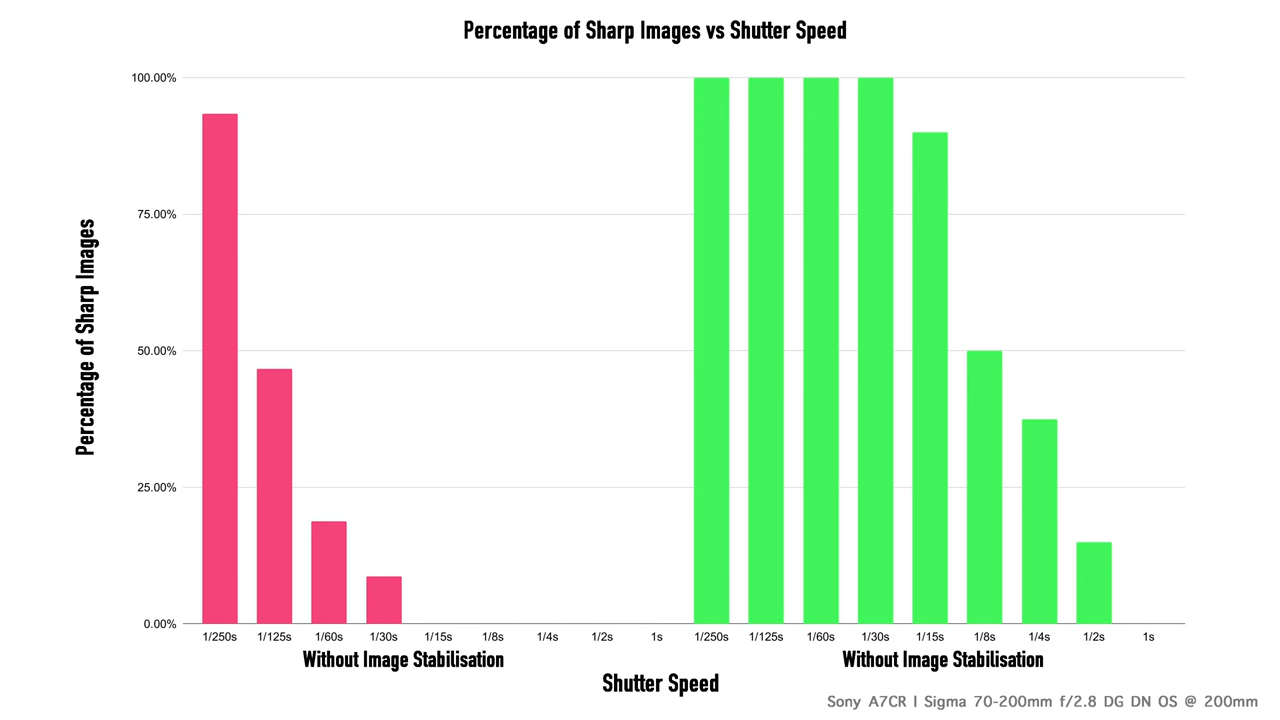 Percentage of Sharp Images vs Shutter Speed
Percentage of Sharp Images
100.00%
75.00%
50.00%
25.00%
0.00%
1/250s 1/125s 1/60s 1/30s 1/15s 1/8s 1/4s 1/2s 1s 1/250s 1/125s 1/60s 1/30s 1/15s 1/8s 1/4s 1/2s 1s
Without Image Stabilisation Without Image Stabilisation
Shutter Speed
Sony A7CR | Sigma 70-200mm f/2.8 DG DN OS @ 200mm